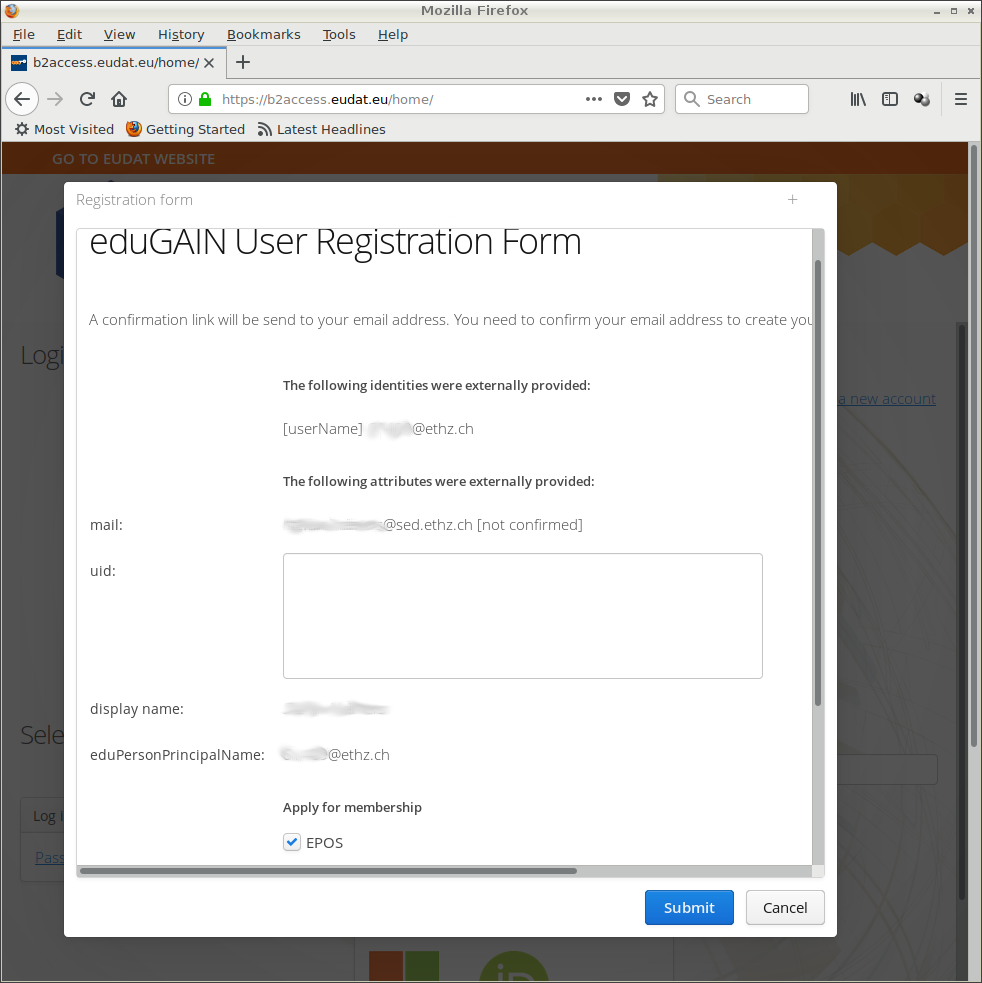 Mozilla Firefox
File Edit View History Bookmarks Tools Help
b2access.eudat.eu/home/
https://b2access.eudat.eu/home/
Search
Most Visited Getting Started Latest Headlines
GO TO EUDAT WEBSITE
Registration form
eduGAIN User Registration Form
A confirmation link will be send to your email address. You need to confirm your email address to create you
Logi
The following identities were externally provided:
a new account
[userName] @ethz.ch
The following attributes were externally provided:
mail: @sed.ethz.ch [not confirmed]
uid:
display name:
Sele
eduPersonPrincipalName: @ethz.ch
Apply for membership
Log i
EPOS
Pass
Submit Cancel
iD